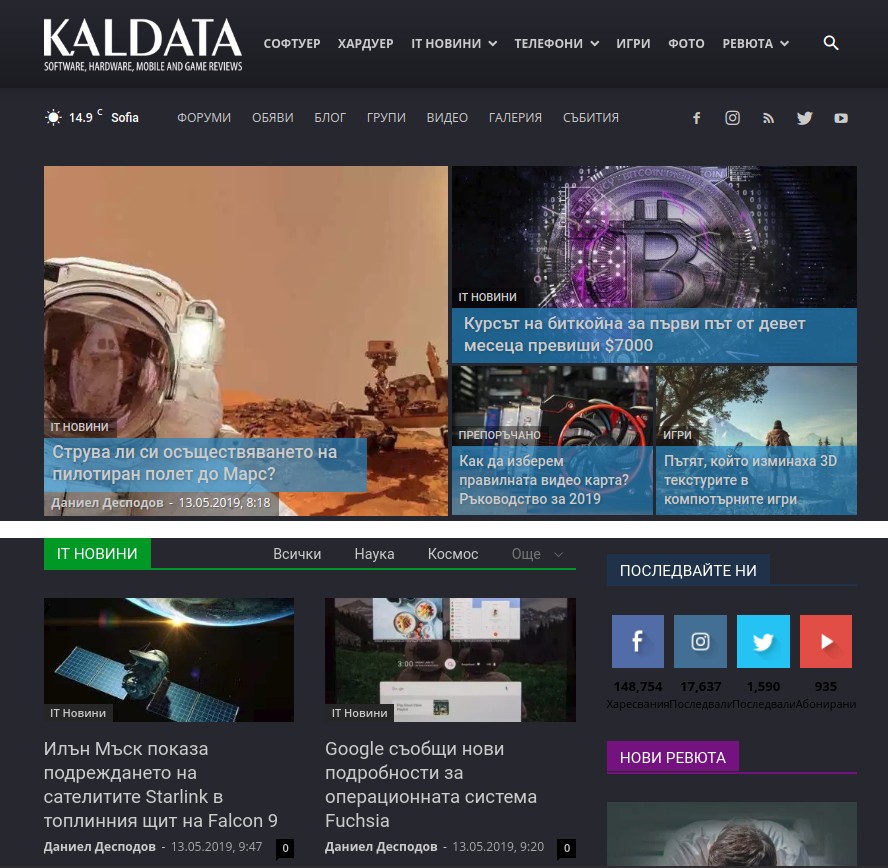 KALDATA
SOFTWARE, HARDWARE, MOBILE AND GAME REVIEWS
СОФТУЕР ХАРДУЕР IT НОВИНИ ТЕЛЕФОНИ ИГРИ ФОТО РЕВЮТА
14.9 C Sofia ФОРУМИ ОБЯВИ БЛОГ ГРУПИ ВИДЕО ГАЛЕРИЯ СЪБИТИЯ
IT НОВИНИ
Струва ли си осъществяването на
пилотиран полет до Марс?
Даниел Десподов - 13.05.2019, 8:18
IT НОВИНИ
Курсът на биткойна за първи път от девет
месеца превиши $7000
ПРЕПОРЪЧАНО
Как да изберем
правилната видео карта?
Ръководство за 2019
ИГРИ
Пътят, който изминаха 3D
текстурите в
компютърните игри
IT НОВИНИ Всички Наука Космос Още
IT Новини
Илън Мъск показа
подреждането на
сателитите Starlink в
топлинния щит на Falcon 9
Даниел Десподов - 13.05.2019, 9:47 0
IT Новини
Google съобщи нови
подробности за
операционната система
Fuchsia
Даниел Десподов - 13.05.2019, 9:20 0
ПОСЛЕДВАЙТЕ НИ
148,754 17,637 1,590 935
Харесвания Последвали Последвали Абонирани
НОВИ РЕВЮТА